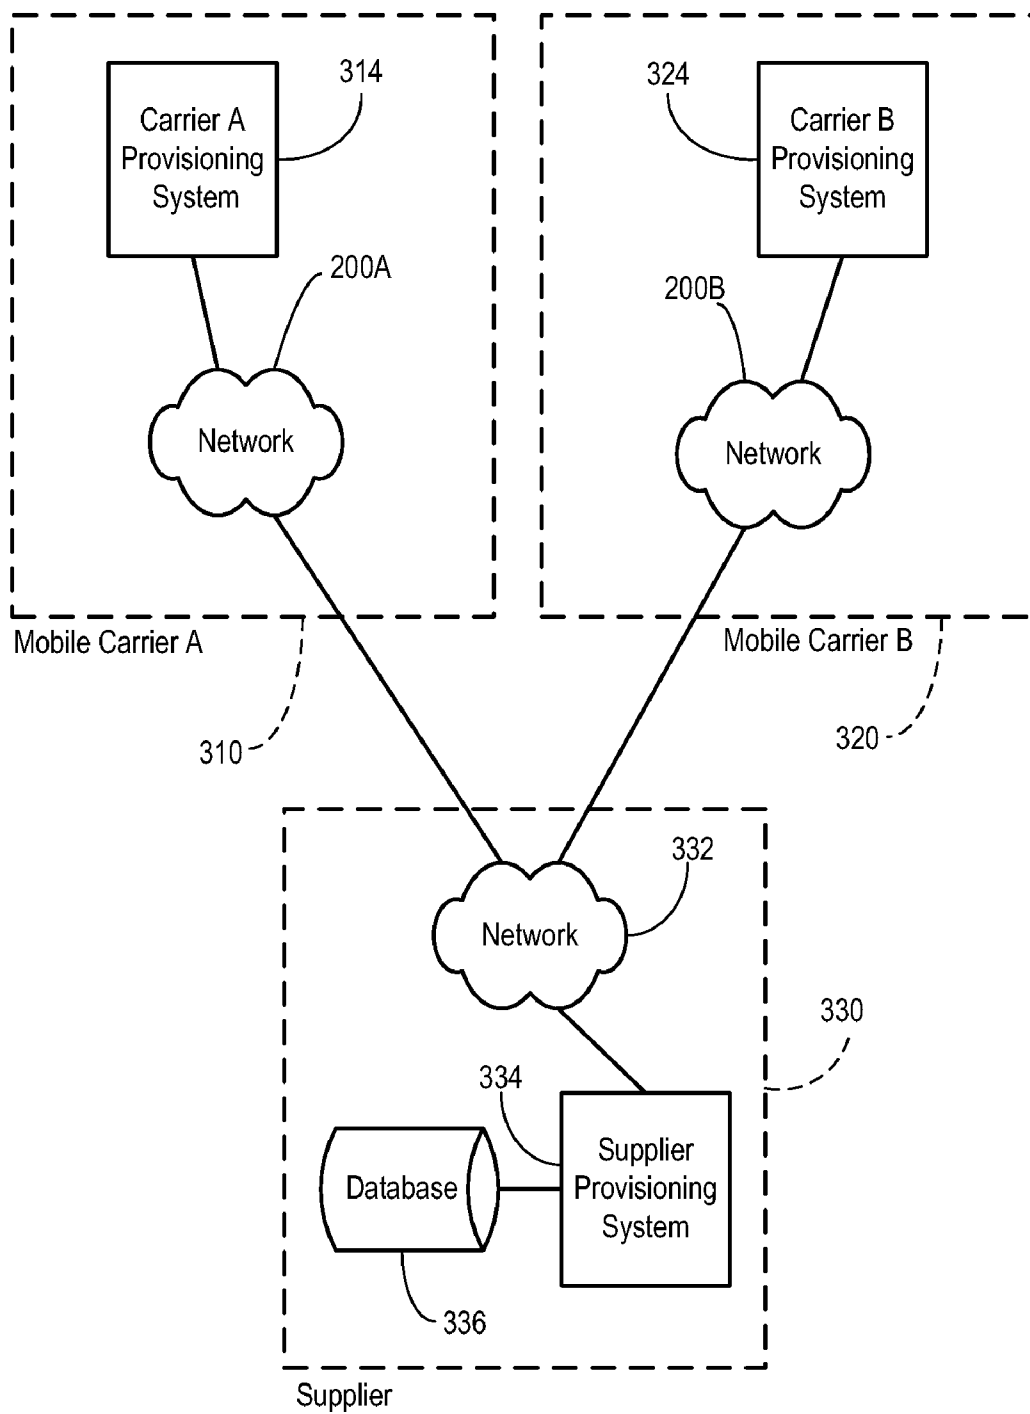 314
Carrier A
Provisioning
System
324
Carrier B
Provisioning
System
200A
200B
Network
Network
Mobile Carrier A
Mobile Carrier B
310
320
332
Network
330
334
Supplier
Provisioning
System
Database
336
Supplier